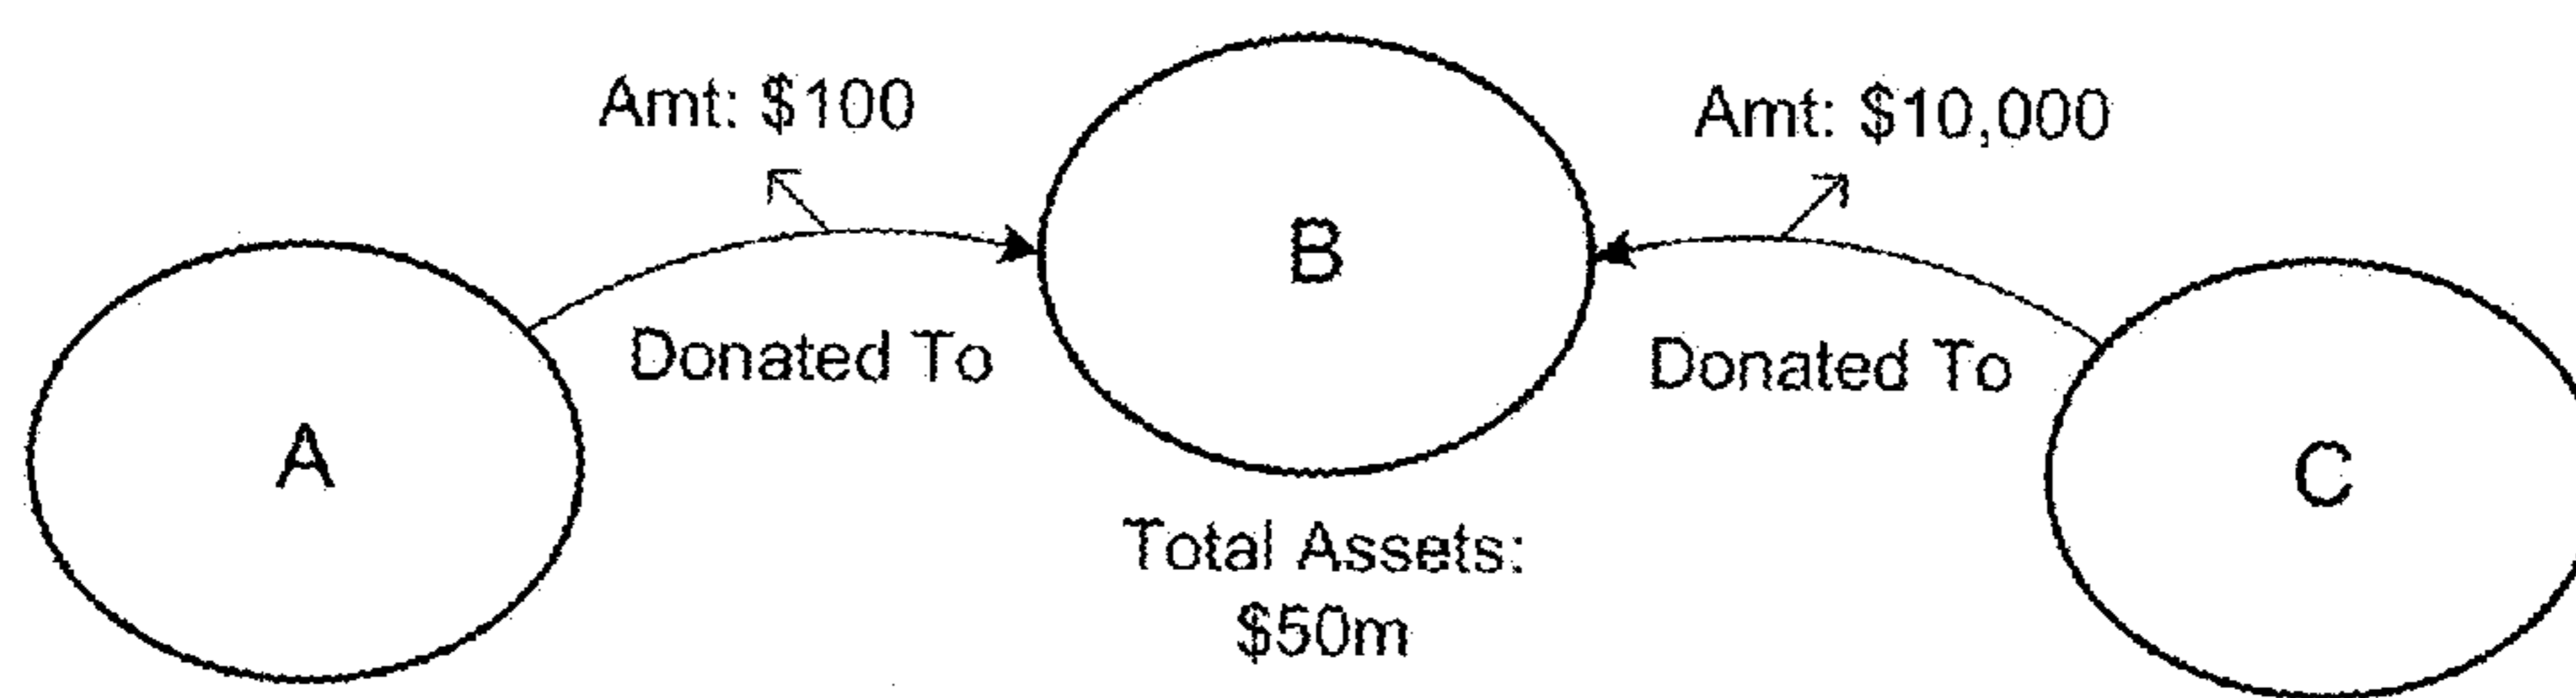 Amt: $100
Amt: $10,000
B
Donated To
Donated To
A
C
Total Assets:
$50m